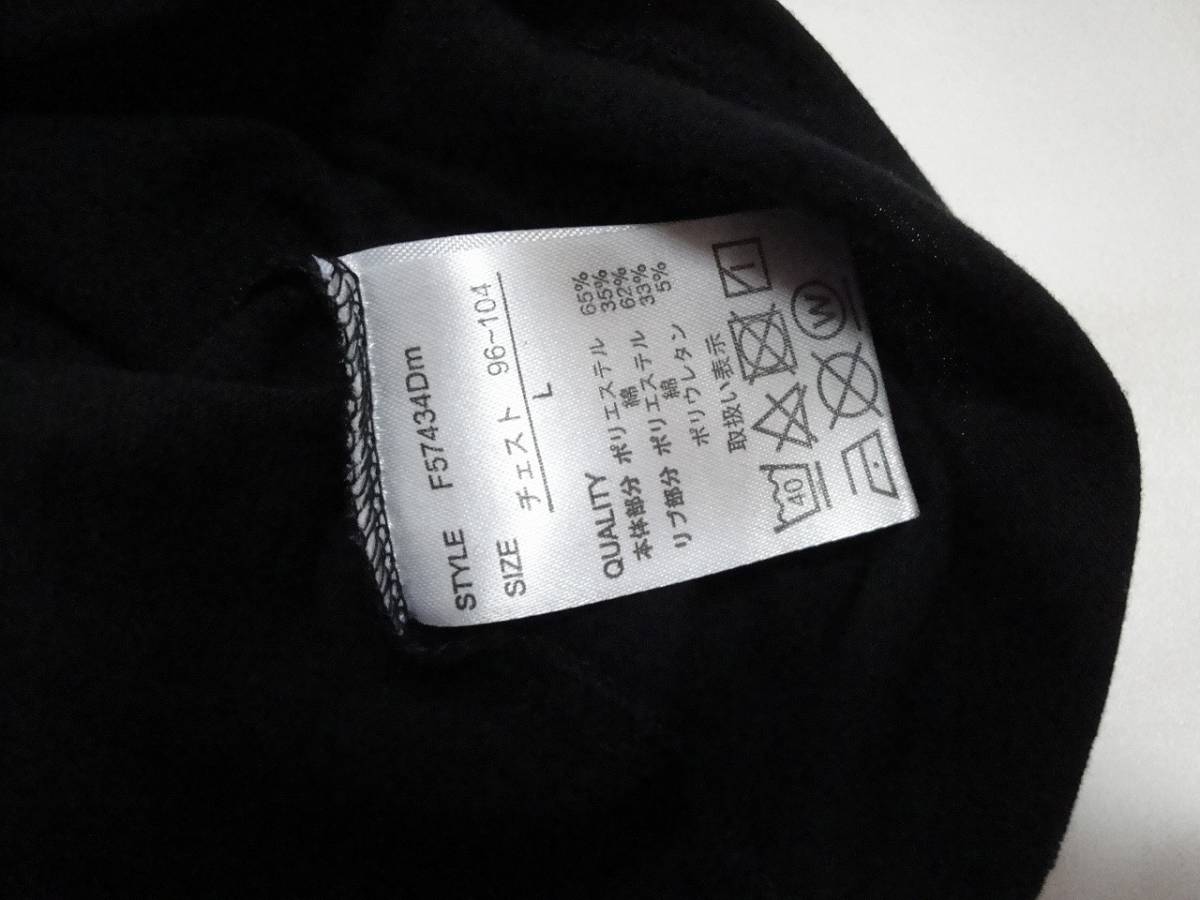 STYLE F57434Dm
SIZE チェスト 96-104
L
QUALITY
本体部分 ポリエステル 65%
綿 35%
リブ部分 ポリエステル 62%
綿 33%
ポリウレタン 5%
取扱い表示
40
W